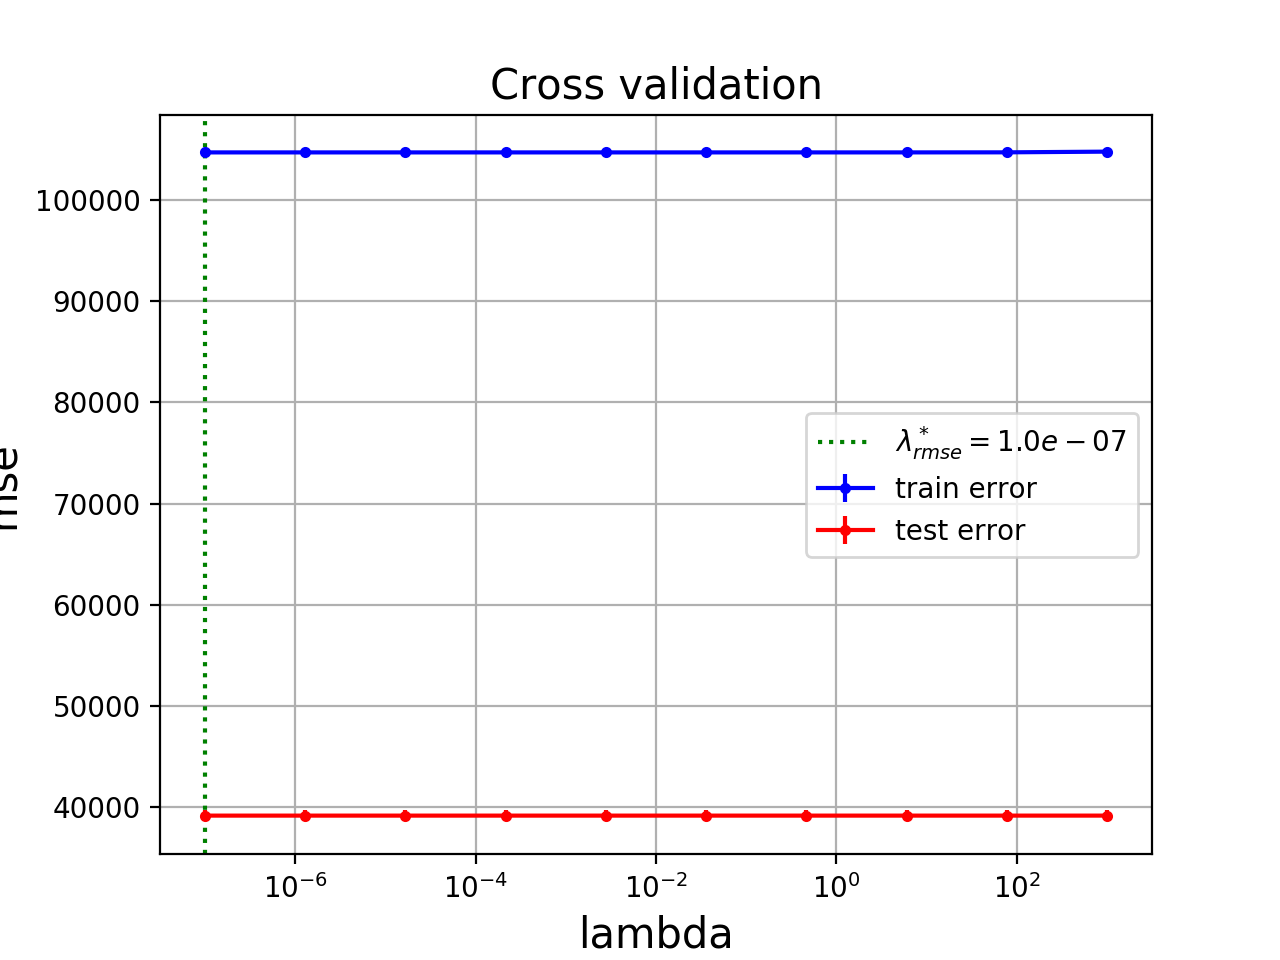 Cross validation
100000
90000
80000
70000
60000
50000
40000
λ*rmse = 1.0e − 07
train error
test error
10⁻⁶ 10⁻⁴ 10⁻² 10⁰ 10²
lambda